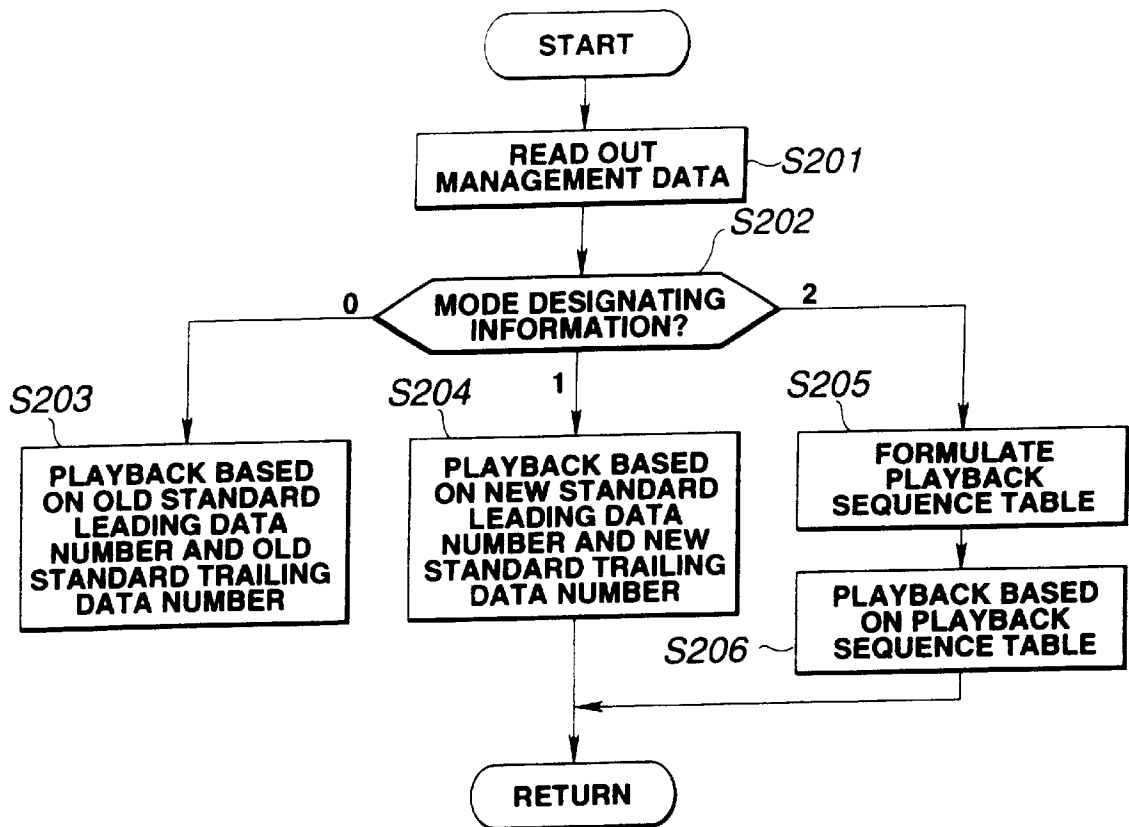 START
READ OUT
MANAGEMENT DATA
S201
S202
MODE DESIGNATING
INFORMATION?
0
1
2
S203
PLAYBACK BASED
ON OLD STANDARD
LEADING DATA
NUMBER AND OLD
STANDARD TRAILING
DATA NUMBER
S204
PLAYBACK BASED
ON NEW STANDARD
LEADING DATA
NUMBER AND NEW
STANDARD TRAILING
DATA NUMBER
S205
FORMULATE
PLAYBACK
SEQUENCE TABLE
PLAYBACK BASED
ON PLAYBACK
SEQUENCE TABLE
S206
RETURN